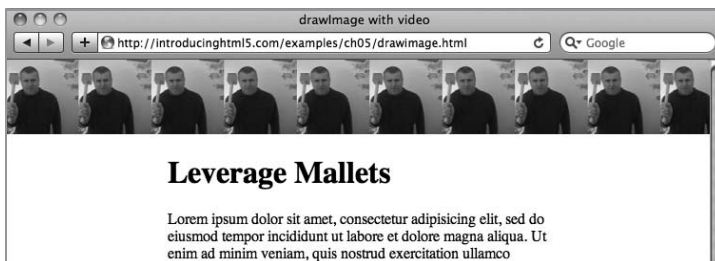 drawImage with video
http://introducinghtml5.com/examples/ch05/drawimage.html Google
Leverage Mallets
Lorem ipsum dolor sit amet, consectetur adipisicing elit, sed do
eiusmod tempor incididunt ut labore et dolore magna aliqua. Ut
enim ad minim veniam, quis nostrud exercitation ullamco